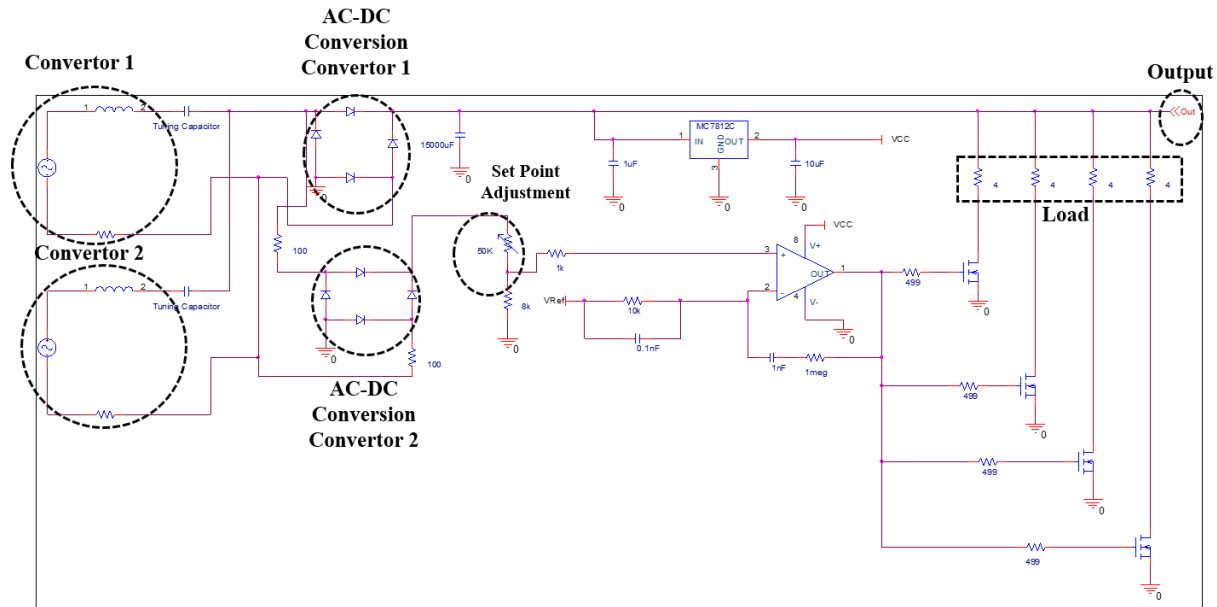 AC-DC
Conversion
Convertor 1
Convertor 1
Output
1
2
Tuning Capacitor
15000uF
1uF
MC7812C
1
IN
OUT
2
GND
3
10uF
VCC
Out
0
0
0
0
0
4
4
4
4
Load
Set Point
Adjustment
Convertor 2
1
2
Tuning Capacitor
100
50K
8k
0
1k
VRef
10k
0.1nF
VCC
3
+
8
V+
OUT
1
2
-
4
V-
0
1nF
1meg
499
0
0
100
AC-DC
Conversion
Convertor 2
499
0
499
0
499
0